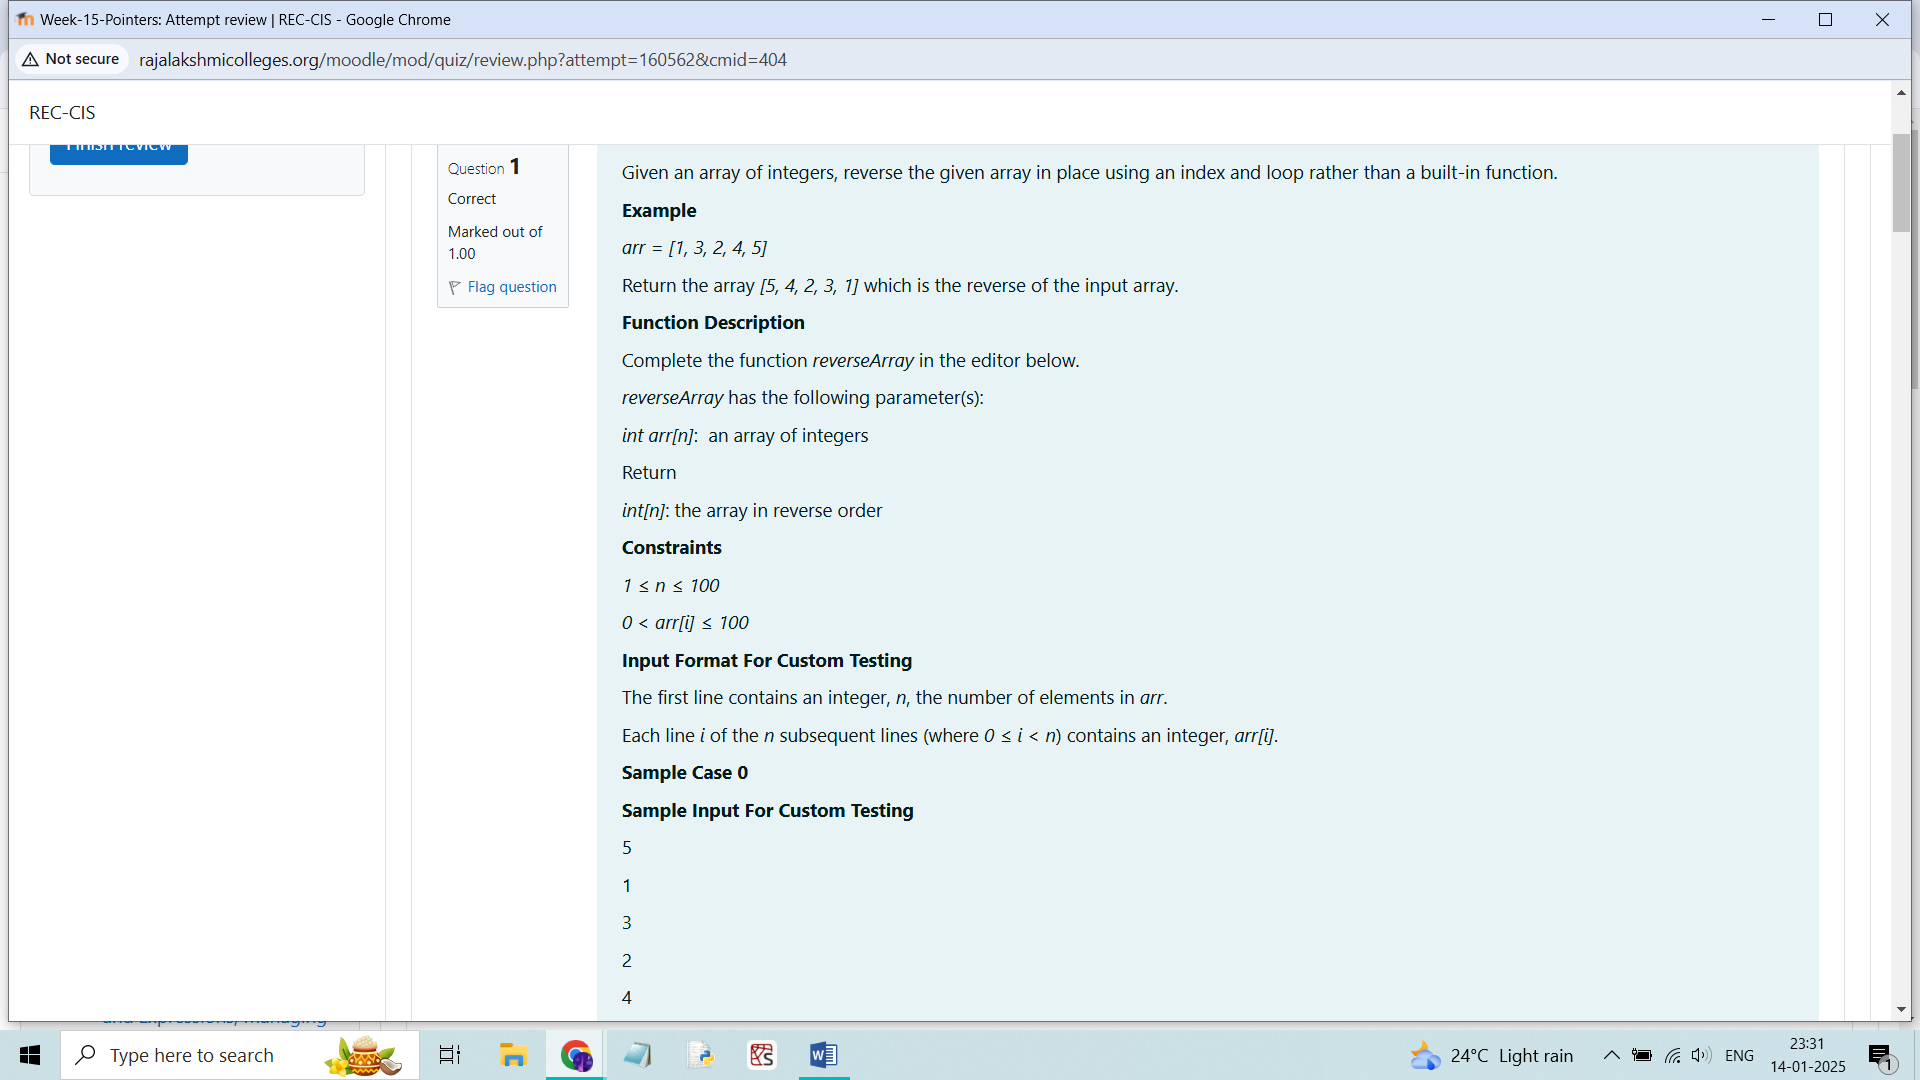 Week-15-Pointers: Attempt review | REC-CIS - Google Chrome
Not secure
rajalakshmicolleges.org/moodle/mod/quiz/review.php?attempt=160562&cmid=404
REC-CIS
Finish review
Question 1
Correct
Marked out of
1.00
Flag question
Given an array of integers, reverse the given array in place using an index and loop rather than a built-in function.
Example
arr = [1, 3, 2, 4, 5]
Return the array [5, 4, 2, 3, 1] which is the reverse of the input array.
Function Description
Complete the function reverseArray in the editor below.
reverseArray has the following parameter(s):
int arr[n]: an array of integers
Return
int[n]: the array in reverse order
Constraints
1 ≤ n ≤ 100
0 < arr[i] ≤ 100
Input Format For Custom Testing
The first line contains an integer, n, the number of elements in arr.
Each line i of the n subsequent lines (where 0 ≤ i < n) contains an integer, arr[i].
Sample Case 0
Sample Input For Custom Testing
5
1
3
2
4
and Expressions, managing
Type here to search
24°C Light rain
ENG
23:31
14-01-2025
1